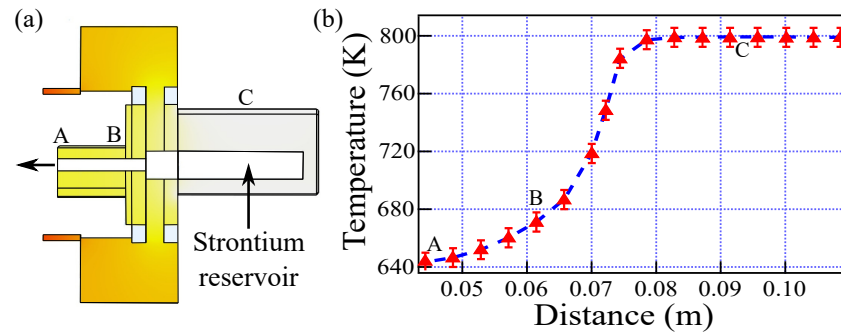 (a)
A
B
C
Strontium
reservoir
(b)
Temperature (K)
800
760
720
680
640
A
B
C
0.05
0.06
0.07
0.08
0.09
0.10
Distance (m)